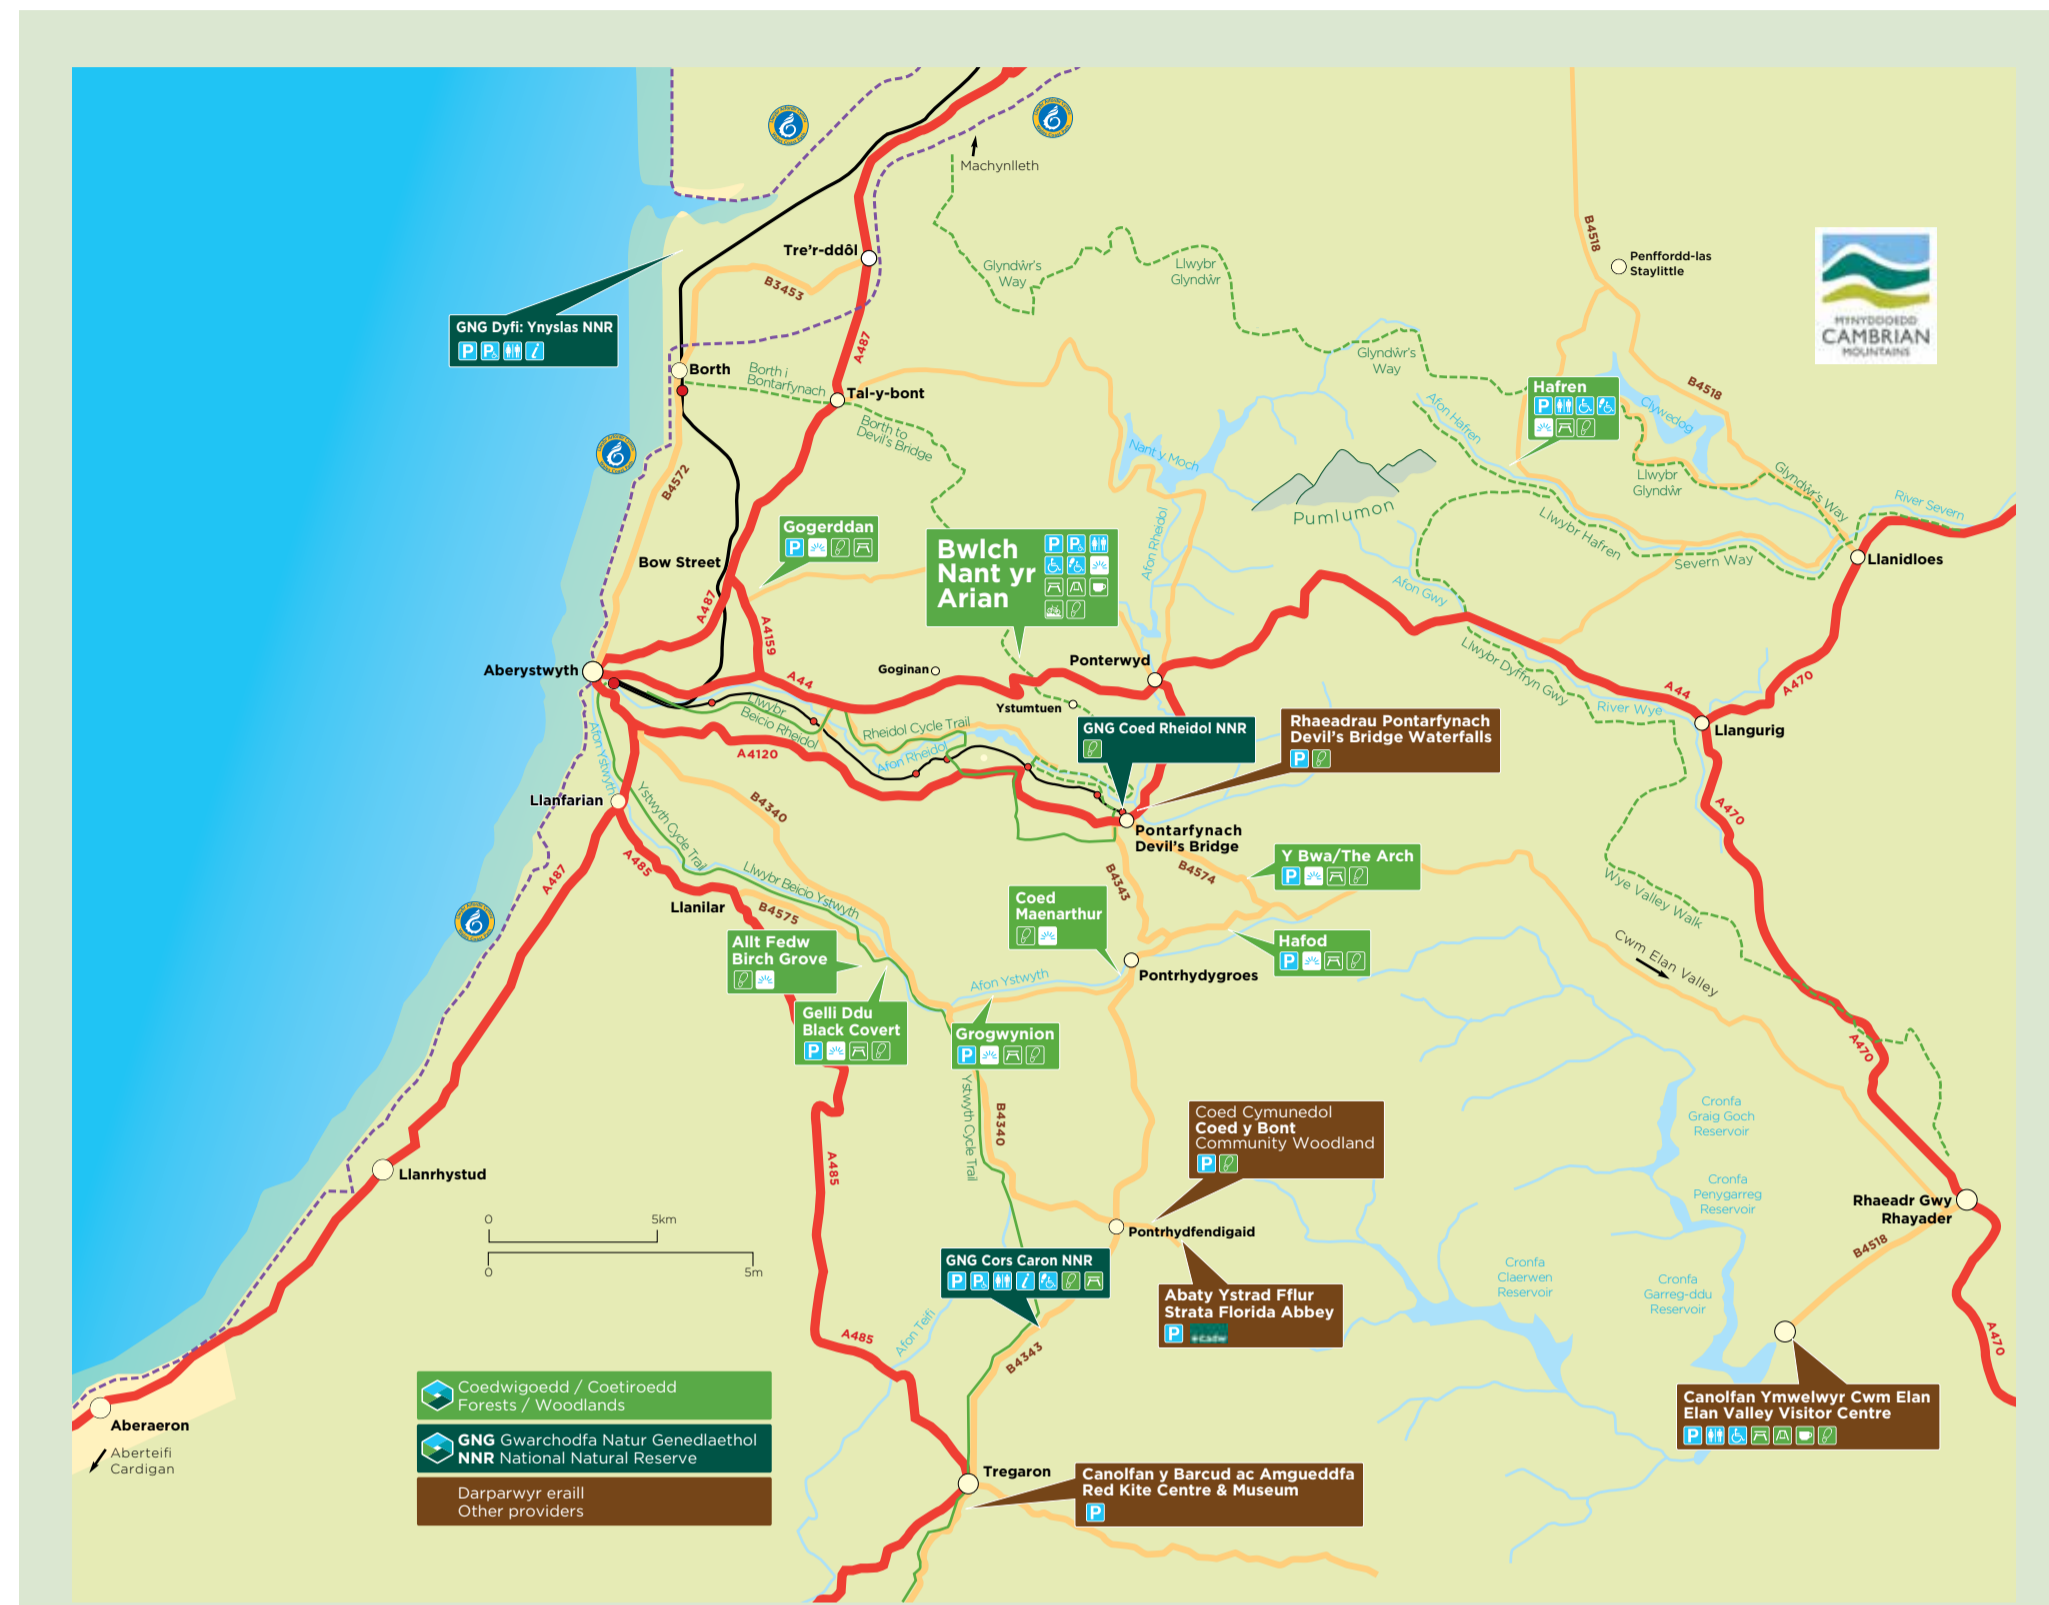 Machynlleth
Tre'r-ddôl
B3453
Glyndŵr's
Way
Llwybr
Glyndŵr
B4518
Penffordd-las
Staylittle
MYNYDDOEDD
CAMBRIAN
MOUNTAINS
GNG Dyfi: Ynyslas NNR
P P i
A487
Borth
Borth i
Bontarfynach
Tal-y-bont
Borth to
Devil's Bridge
Glyndŵr's
Way
Hafren
P
B4518
Clywedog
Afon Hafren
Nant y Moch
Llwybr
Glyndŵr
Glyndŵr's Way
River Severn
B4572
Pumlumon
Llwybr Hafren
Severn Way
Llanidloes
Gogerddan
P
Bow Street
Bwlch
Nant yr
Arian
P P
Afon Rheidol
Afon Gwy
A487
A4159
Aberystwyth
Goginan
Ponterwyd
A44
Ystumtuen
Llwybr Dyffryn Gwy
A44
A470
River Wye
Llangurig
Llwybr
Beicio Rheidol
Rheidol Cycle Trail
Afon Rheidol
A4120
GNG Coed Rheidol NNR
Rhaeadrau Pontarfynach
Devil's Bridge Waterfalls
P
Afon Ystwyth
Llanfarian
Ystwyth Cycle Trail
B4340
Pontarfynach
Devil's Bridge
A470
A487
A485
Llwybr Beicio Ystwyth
B4343
B4574
Y Bwa/The Arch
P
Wye Valley Walk
Llanilar
B4575
Coed
Maenarthur
Allt Fedw
Birch Grove
Hafod
P
Cwm Elan Valley
Pontrhydygroes
Afon Ystwyth
Gelli Ddu
Black Covert
P
Grogwynion
P
A470
Ystwyth Cycle Trail
B4340
Coed Cymunedol
Coed y Bont
Community Woodland
P
Cronfa
Graig Goch
Reservoir
A485
Llanrhystud
Cronfa
Penygarreg
Reservoir
Rhaeadr Gwy
Rhayader
0 5km
0 5m
Pontrhydfendigaid
B4518
GNG Cors Caron NNR
P P i
Abaty Ystrad Fflur
Strata Florida Abbey
P cadw
Cronfa
Claerwen
Reservoir
Cronfa
Garreg-ddu
Reservoir
Afon Teifi
A485
B4343
A470
Coedwigoedd / Coetiroedd
Forests / Woodlands
GNG Gwarchodfa Natur Genedlaethol
NNR National Natural Reserve
Darparwyr eraill
Other providers
Canolfan Ymwelwyr Cwm Elan
Elan Valley Visitor Centre
P
Aberaeron
Aberteifi
Cardigan
Tregaron
Canolfan y Barcud ac Amgueddfa
Red Kite Centre & Museum
P